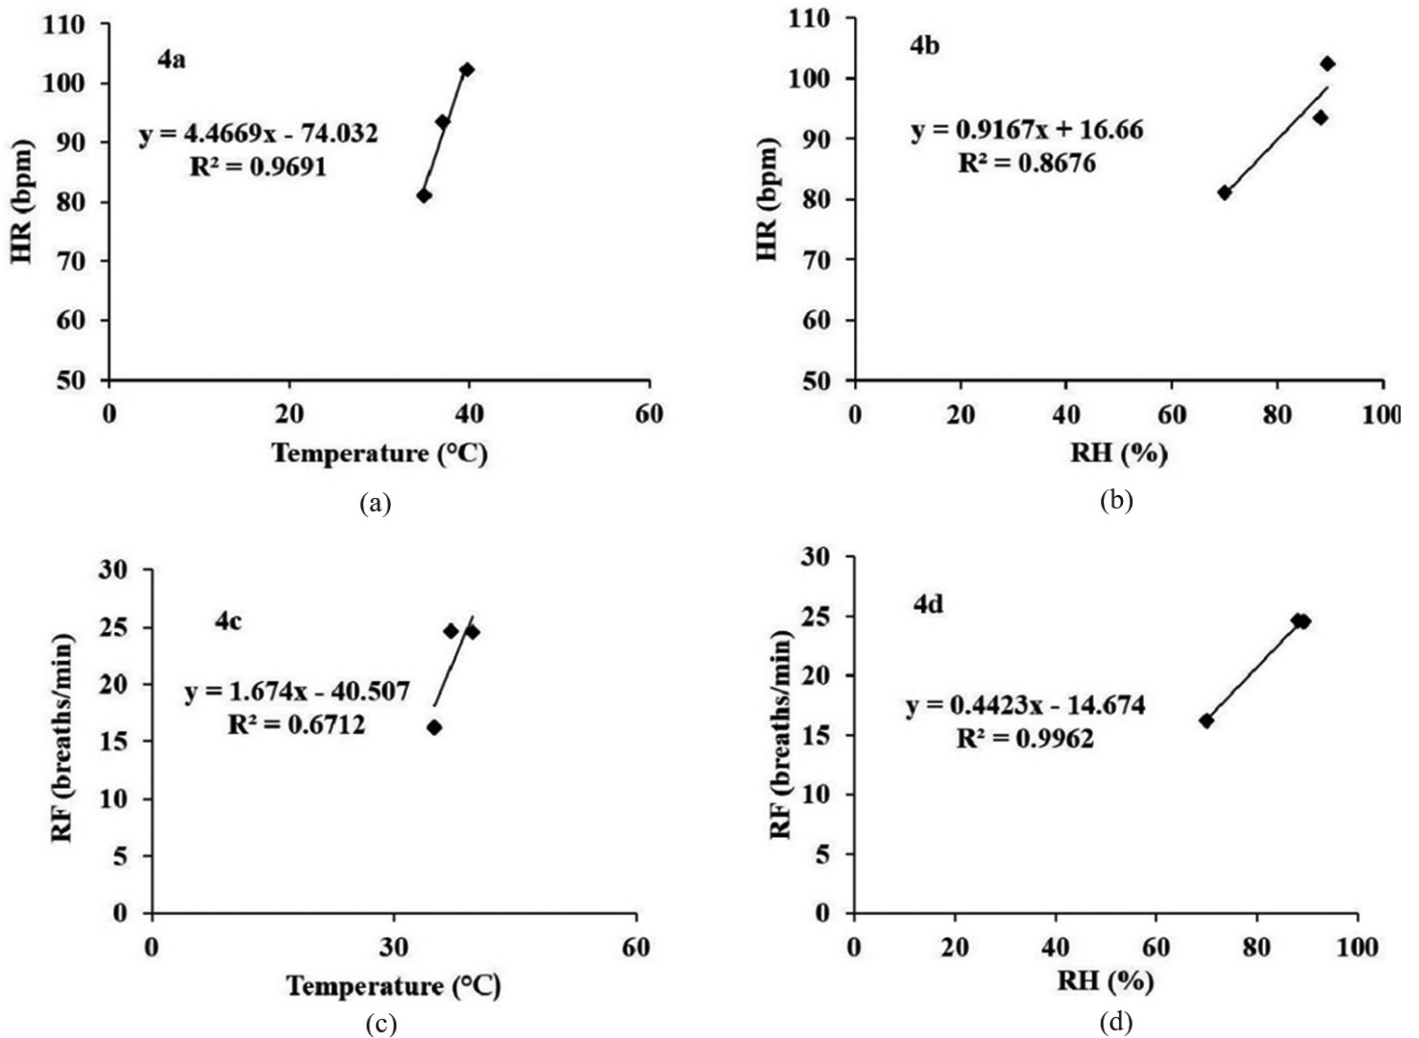 110
100
90
80
70
60
50
HR (bpm)
4a
y = 4.4669x - 74.032
R² = 0.9691
0 20 40 60
Temperature (°C)
(a)
110
100
90
80
70
60
50
HR (bpm)
4b
y = 0.9167x + 16.66
R² = 0.8676
0 20 40 60 80 100
RH (%)
(b)
30
25
20
15
10
5
0
RF (breaths/min)
4c
y = 1.674x - 40.507
R² = 0.6712
0 30 60
Temperature (°C)
(c)
30
25
20
15
10
5
0
RF (breaths/min)
4d
y = 0.4423x - 14.674
R² = 0.9962
0 20 40 60 80 100
RH (%)
(d)